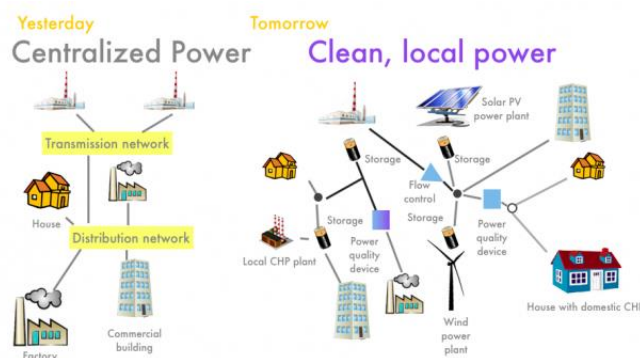 Yesterday
Centralized Power
Transmission network
House
Distribution network
Commercial
building
Factory
Tomorrow
Clean, local power
Solar PV
power plant
Storage
Storage
Flow
control
Storage
Storage
Power
quality
device
Power
quality
device
Local CHP plant
Wind
power
plant
House with domestic CH